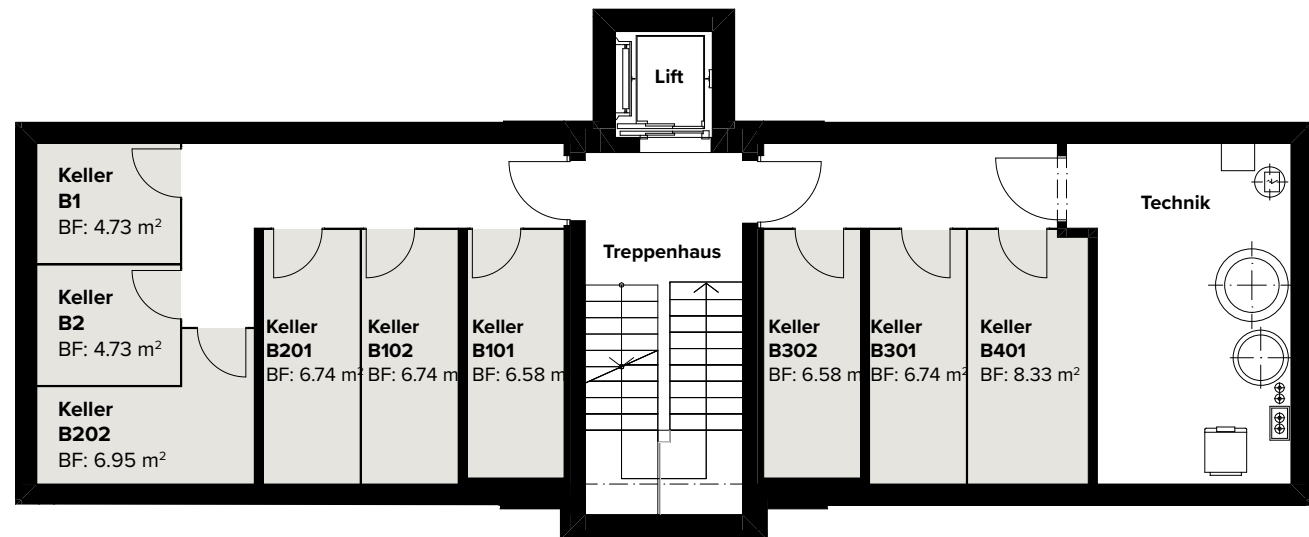 Lift
Keller
B1
BF: 4.73 m²
Technik
Treppenhaus
Keller
B2
BF: 4.73 m²
Keller
B201
BF: 6.74 m²
Keller
B102
BF: 6.74 m
Keller
B101
BF: 6.58 m
Keller
B302
BF: 6.58 m
Keller
B301
BF: 6.74 m²
Keller
B401
BF: 8.33 m²
Keller
B202
BF: 6.95 m²